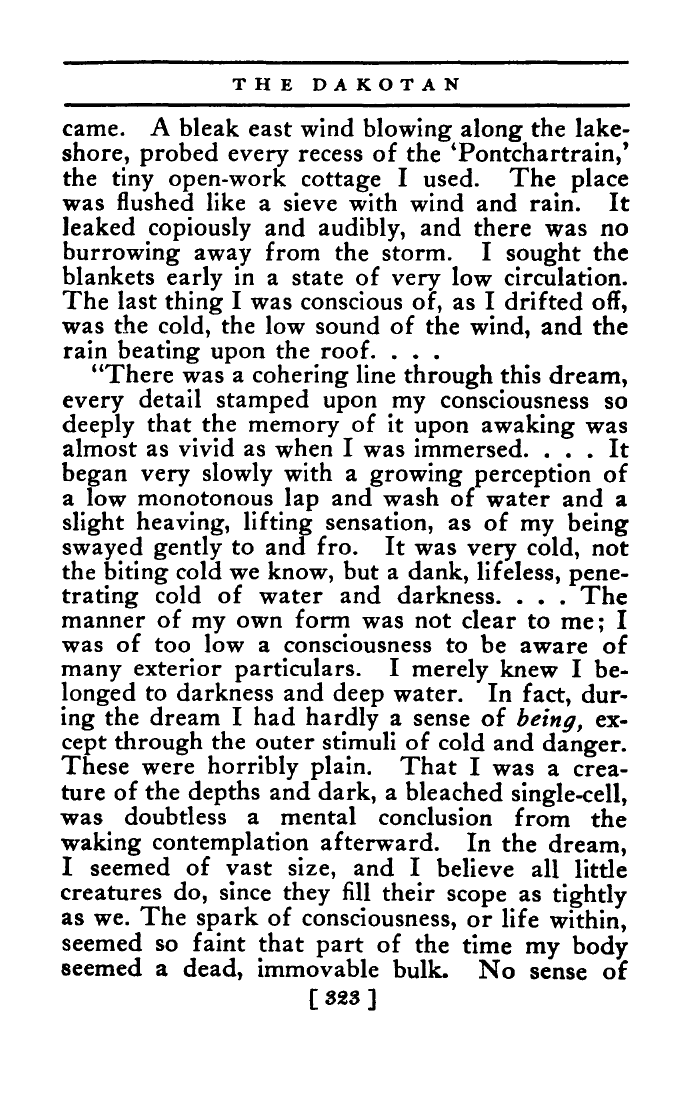 THE DAKOTAN
came. A bleak east wind blowing along the lake-
shore, probed every recess of the ‘Pontchartrain,’
the tiny open-work cottage I used. The place
was flushed like a sieve with wind and rain. It
leaked copiously and audibly, and there was no
burrowing away from the storm. I sought the
blankets early in a state of very low circulation.
The last thing I was conscious of, as I drifted off,
was the cold, the low sound of the wind, and the
rain beating upon the roof. . . .
“There was a cohering line through this dream,
every detail stamped upon my consciousness so
deeply that the memory of it upon awaking was
almost as vivid as when I was immersed. . . . It
began very slowly with a growing perception of
a low monotonous lap and wash of water and a
slight heaving, lifting sensation, as of my being
swayed gently to and fro. It was very cold, not
the biting cold we know, but a dank, lifeless, pene-
trating cold of water and darkness. . . . The
manner of my own form was not clear to me; I
was of too low a consciousness to be aware of
many exterior particulars. I merely knew I be-
longed to darkness and deep water. In fact, dur-
ing the dream I had hardly a sense of being, ex-
cept through the outer stimuli of cold and danger.
These were horribly plain. That I was a crea-
ture of the depths and dark, a bleached single-cell,
was doubtless a mental conclusion from the
waking contemplation afterward. In the dream,
I seemed of vast size, and I believe all little
creatures do, since they fill their scope as tightly
as we. The spark of consciousness, or life within,
seemed so faint that part of the time my body
seemed a dead, immovable bulk. No sense of
[ 323 ]